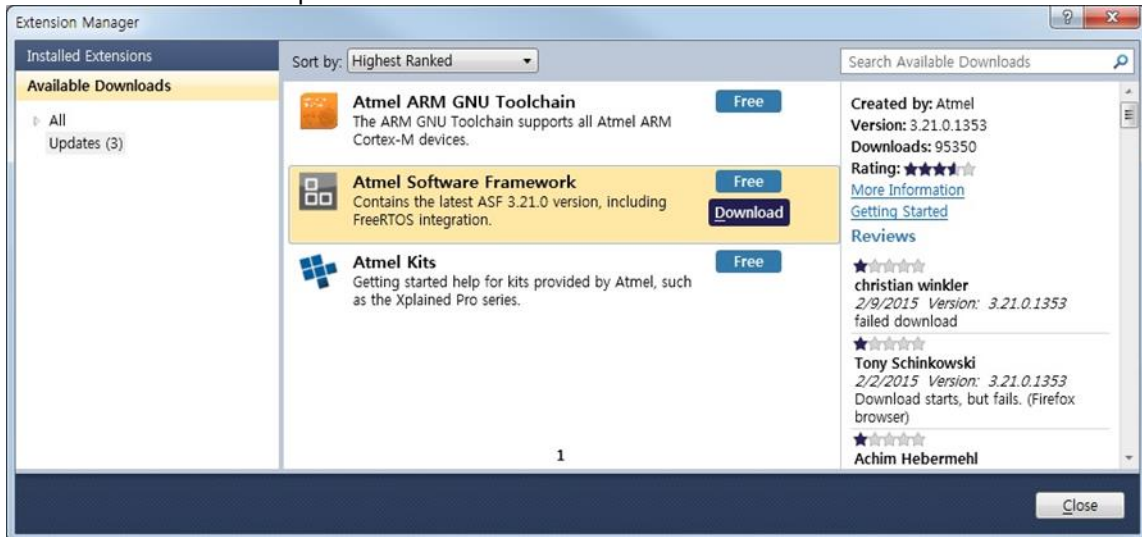 Extension Manager
Installed Extensions
Available Downloads
All
Updates (3)
Sort by: Highest Ranked
Atmel ARM GNU Toolchain
Free
The ARM GNU Toolchain supports all Atmel ARM
Cortex-M devices.
Atmel Software Framework
Free
Contains the latest ASF 3.21.0 version, including
FreeRTOS integration.
Download
Atmel Kits
Free
Getting started help for kits provided by Atmel, such
as the Xplained Pro series.
1
Search Available Downloads
Created by: Atmel
Version: 3.21.0.1353
Downloads: 95350
Rating:
More Information
Getting Started
Reviews
christian winkler
2/9/2015 Version: 3.21.0.1353
failed download
Tony Schinkowski
2/2/2015 Version: 3.21.0.1353
Download starts, but fails. (Firefox
browser)
Achim Hebermehl
Close